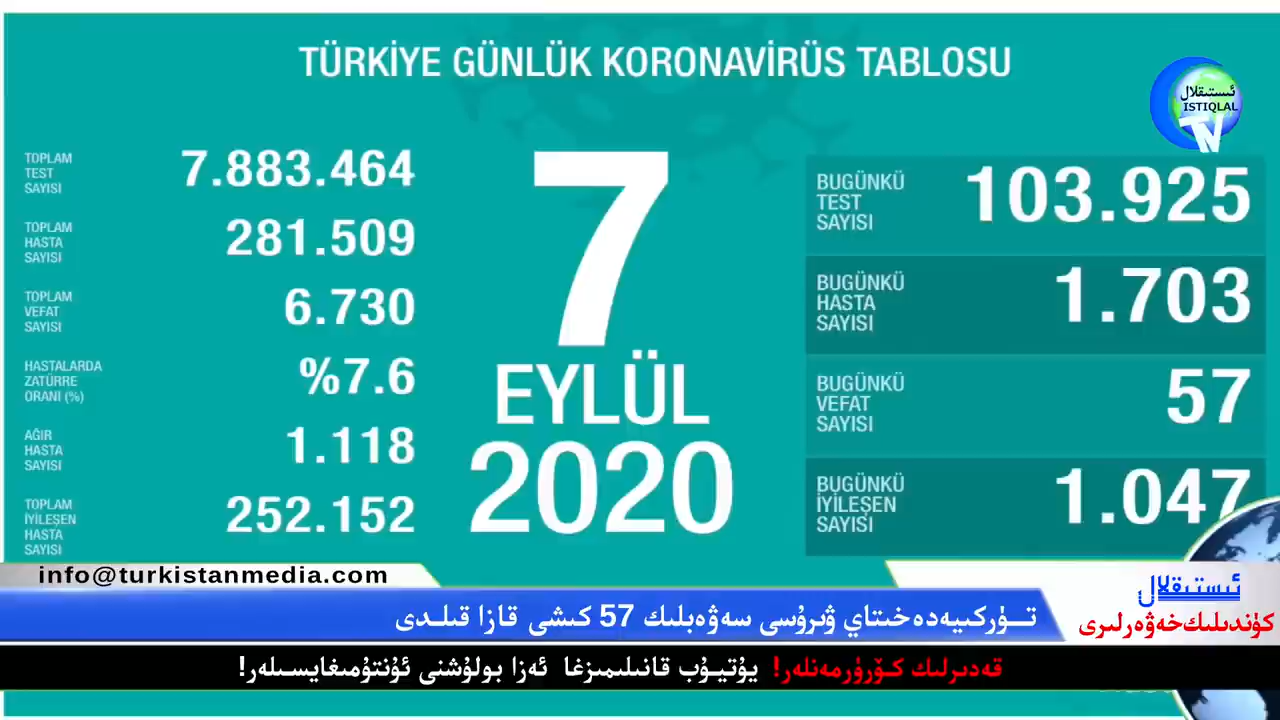 TÜRKİYE GÜNLÜK KORONAVİRÜS TABLOSU
ئىستىقلال
ISTIQLAL
TV
TOPLAM
TEST
SAYISI
7.883.464
TOPLAM
HASTA
SAYISI
281.509
TOPLAM
VEFAT
SAYISI
6.730
HASTALARDA
ZATÜRRE
ORANI (%)
%7.6
AĞIR
HASTA
SAYISI
1.118
TOPLAM
İYİLEŞEN
HASTA
SAYISI
252.152
7
EYLÜL
2020
BUGÜNKÜ
TEST
SAYISI
103.925
BUGÜNKÜ
HASTA
SAYISI
1.703
BUGÜNKÜ
VEFAT
SAYISI
57
BUGÜNKÜ
İYİLEŞEN
SAYISI
1.047
info@turkistanmedia.com
ئىستىقلال
كۈندىلىك خەۋەرلىرى
تۈركىيەدە خىتاي ۋىرۇسى سەۋەبلىك 57 كىشى قازا قىلدى
قەدىرلىك كۆرۈرمەنلەر! يۇتيۇب قانىلىمىزغا ئەزا بولۇشنى ئۇنتۇمىغايسىلەر!